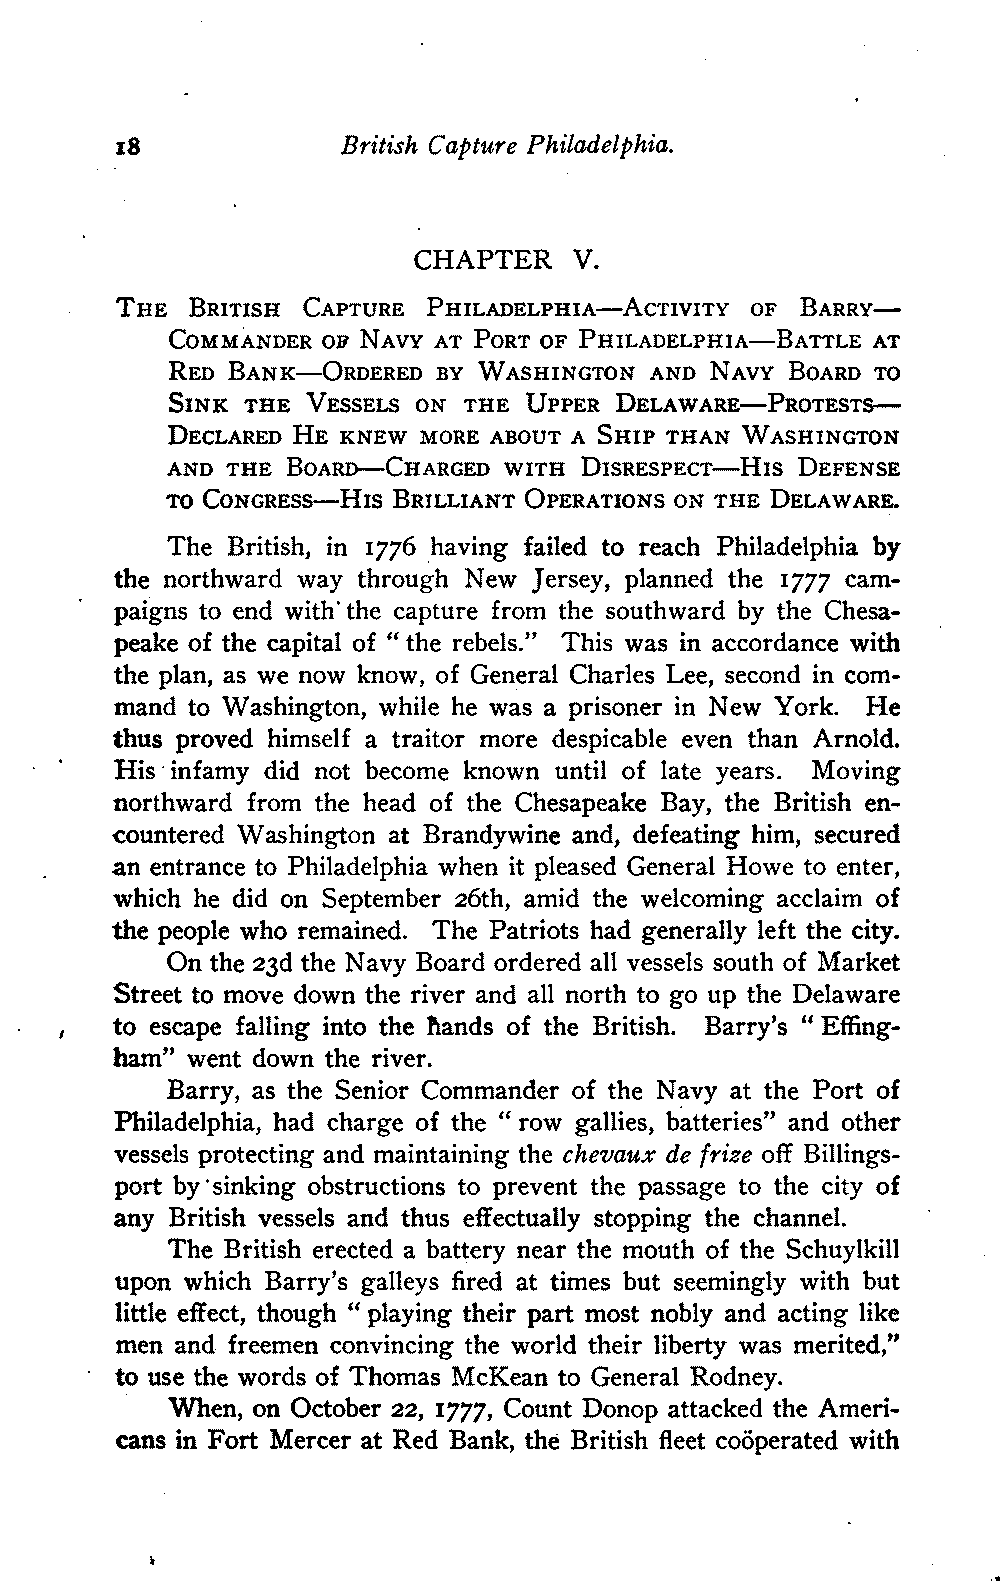 18 British Capture Philadelphia.
CHAPTER V.
THE BRITISH CAPTURE PHILADELPHIA—ACTIVITY OF BARRY—
COMMANDER OF NAVY AT PORT OF PHILADELPHIA—BATTLE AT
RED BANK—ORDERED BY WASHINGTON AND NAVY BOARD TO
SINK THE VESSELS ON THE UPPER DELAWARE—PROTESTS—
DECLARED HE KNEW MORE ABOUT A SHIP THAN WASHINGTON
AND THE BOARD—CHARGED WITH DISRESPECT—HIS DEFENSE
TO CONGRESS—HIS BRILLIANT OPERATIONS ON THE DELAWARE.
The British, in 1776 having failed to reach Philadelphia by
the northward way through New Jersey, planned the 1777 cam-
paigns to end with the capture from the southward by the Chesa-
peake of the capital of “ the rebels.” This was in accordance with
the plan, as we now know, of General Charles Lee, second in com-
mand to Washington, while he was a prisoner in New York. He
thus proved himself a traitor more despicable even than Arnold.
His infamy did not become known until of late years. Moving
northward from the head of the Chesapeake Bay, the British en-
countered Washington at Brandywine and, defeating him, secured
an entrance to Philadelphia when it pleased General Howe to enter,
which he did on September 26th, amid the welcoming acclaim of
the people who remained. The Patriots had generally left the city.
On the 23d the Navy Board ordered all vessels south of Market
Street to move down the river and all north to go up the Delaware
to escape falling into the hands of the British. Barry’s “ Effing-
ham” went down the river.
Barry, as the Senior Commander of the Navy at the Port of
Philadelphia, had charge of the “ row gallies, batteries” and other
vessels protecting and maintaining the chevaux de frize off Billings-
port by sinking obstructions to prevent the passage to the city of
any British vessels and thus effectually stopping the channel.
The British erected a battery near the mouth of the Schuylkill
upon which Barry’s galleys fired at times but seemingly with but
little effect, though “ playing their part most nobly and acting like
men and freemen convincing the world their liberty was merited,”
to use the words of Thomas McKean to General Rodney.
When, on October 22, 1777, Count Donop attacked the Ameri-
cans in Fort Mercer at Red Bank, the British fleet coöperated with